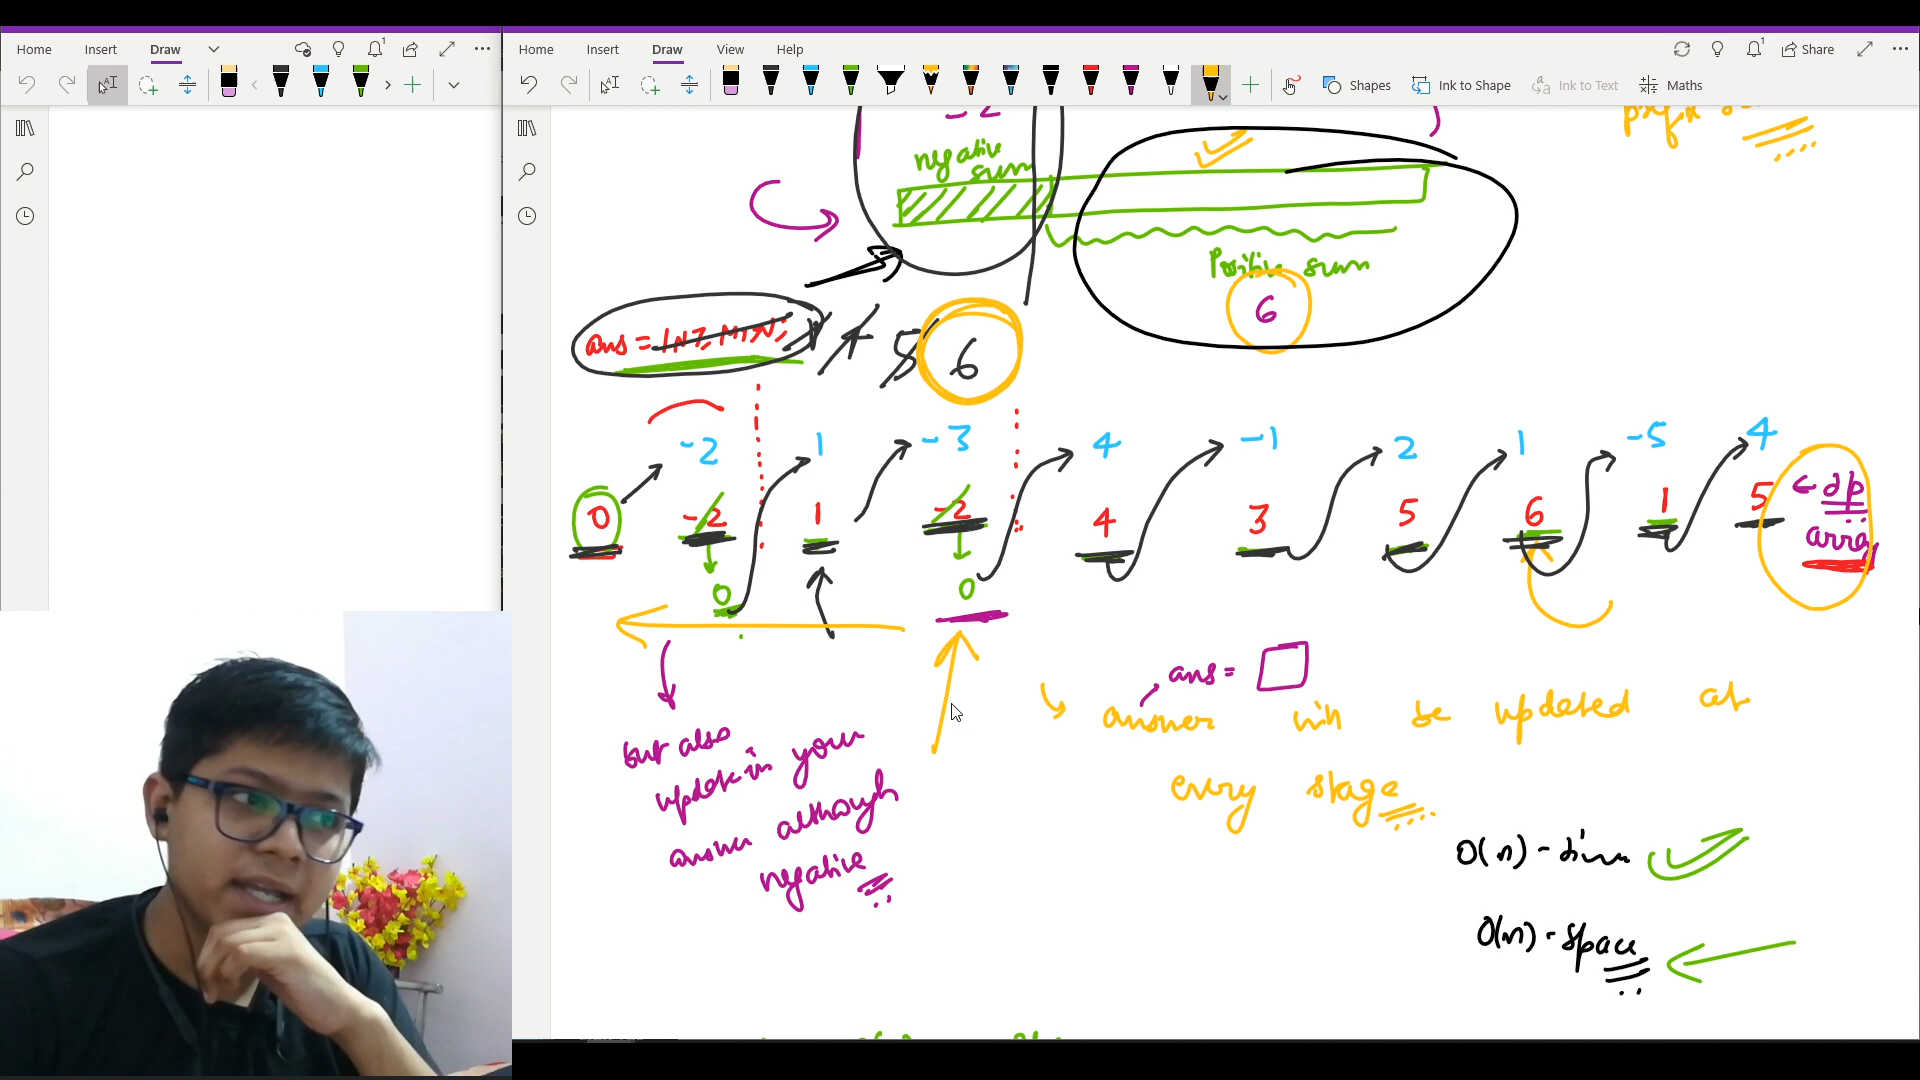 Home Insert Draw
Home Insert Draw View Help Share
Shapes Ink to Shape Ink to Text Maths
-2
negative
sum
Positive sum
6
ans = INT_MIN; 1 4 5 6
-2 1 -3 4 -1 2 1 -5 4
0 -2 1 -2 4 3 5 6 1 5 ← dp
array
0 0
ans =
answer will be updated at
every stage
but also
update in your
answer although
negative
O(n) - time
O(n) - space